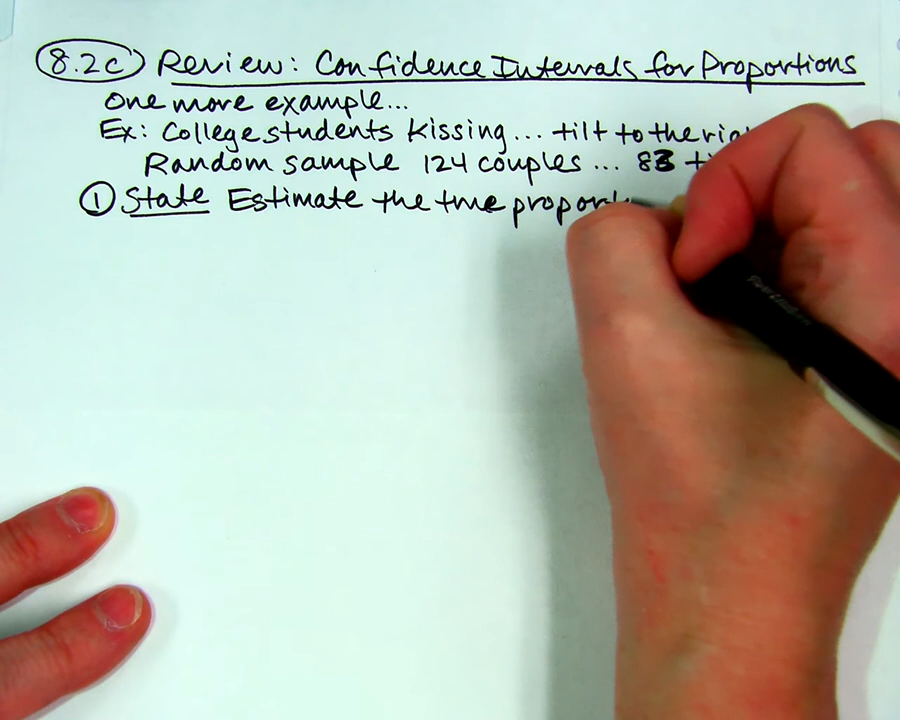 8.2c Review: Confidence Intervals for Proportions
One more example...
Ex: College students kissing... tilt to the
Random sample 124 couples... 83
① State Estimate the true